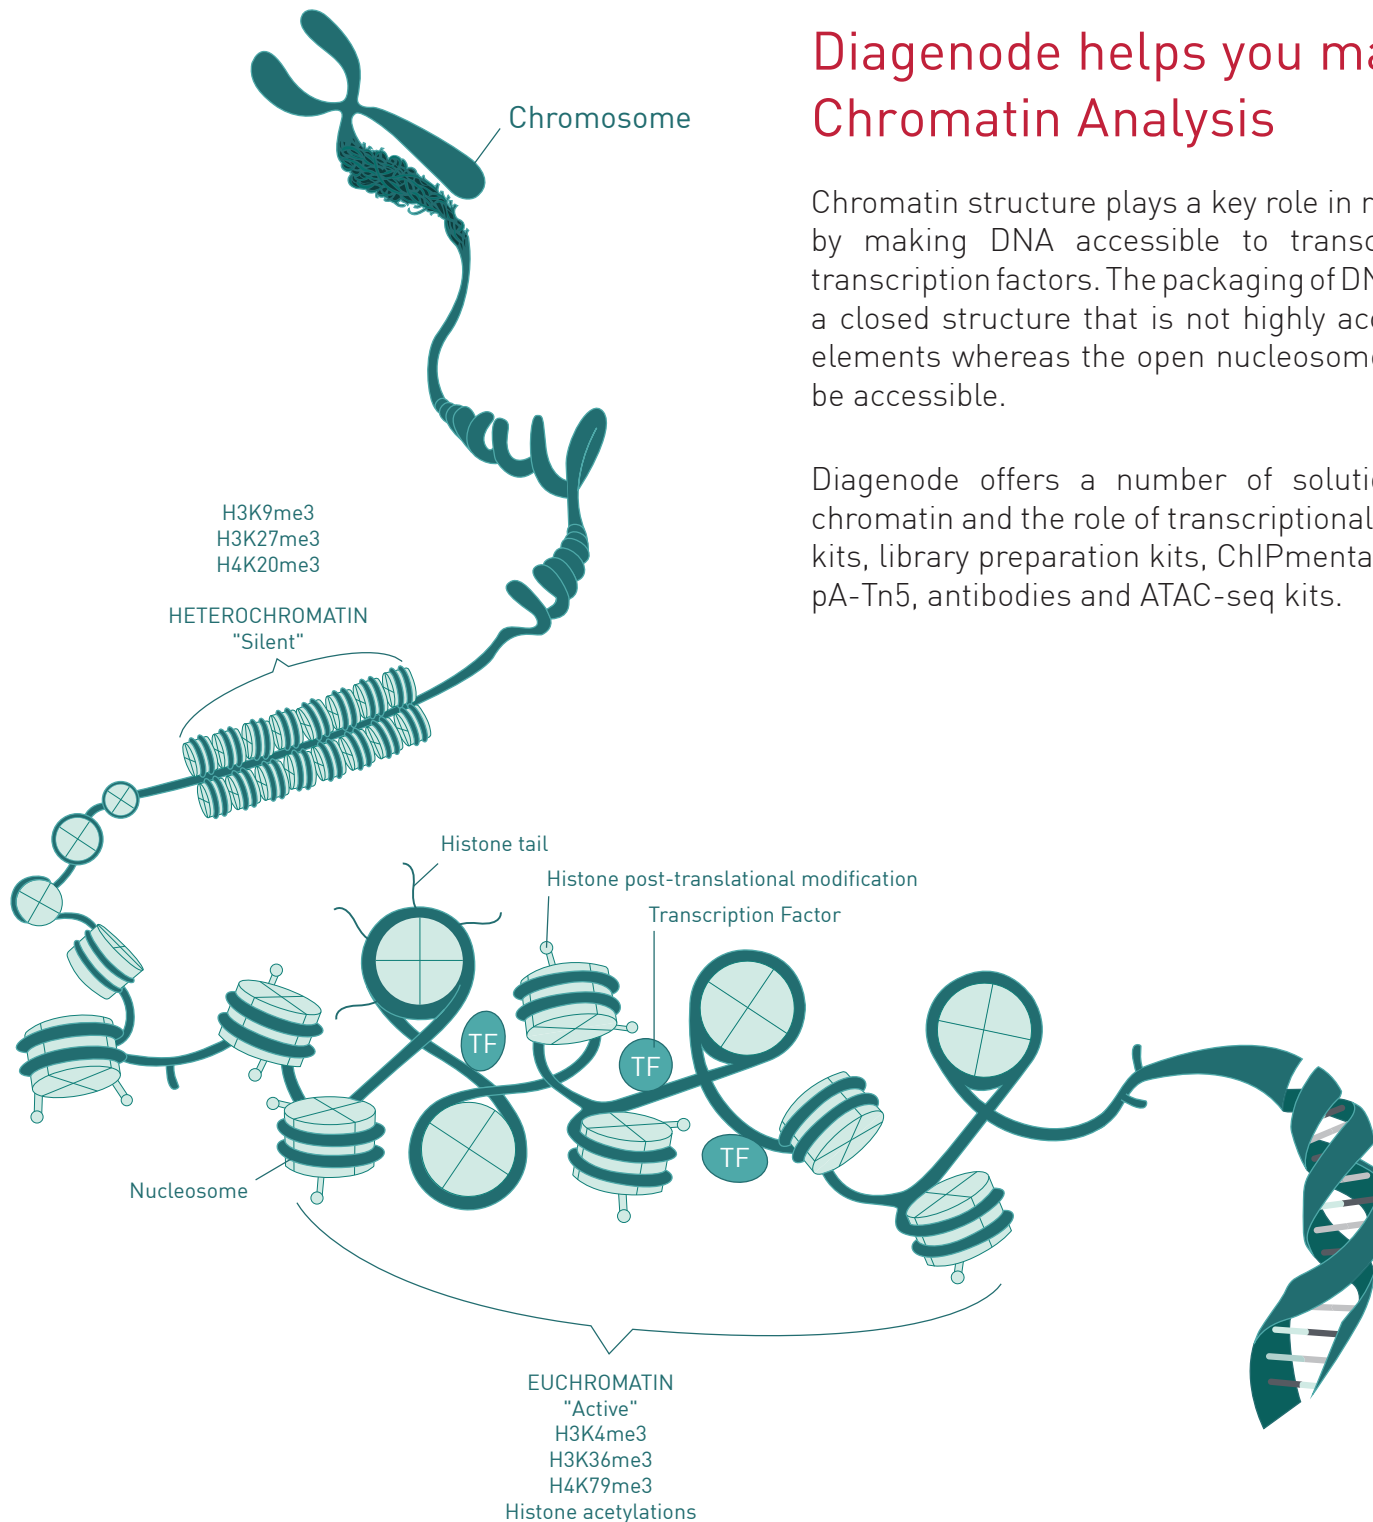 Diagenode helps you ma
Chromatin Analysis
Chromatin structure plays a key role in r
by making DNA accessible to transc
transcription factors. The packaging of DN
a closed structure that is not highly acc
elements whereas the open nucleosome
be accessible.
Diagenode offers a number of soluti
chromatin and the role of transcriptional
kits, library preparation kits, ChIPmenta
pA-Tn5, antibodies and ATAC-seq kits.
Chromosome
H3K9me3
H3K27me3
H4K20me3
HETEROCHROMATIN
"Silent"
Histone tail
Histone post-translational modification
Transcription Factor
TF
TF
TF
Nucleosome
EUCHROMATIN
"Active"
H3K4me3
H3K36me3
H4K79me3
Histone acetylations